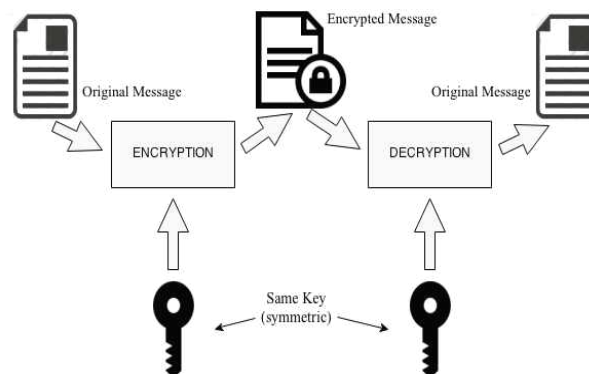 Encrypted Message
Original Message
Original Message
ENCRYPTION
DECRYPTION
Same Key
(symmetric)